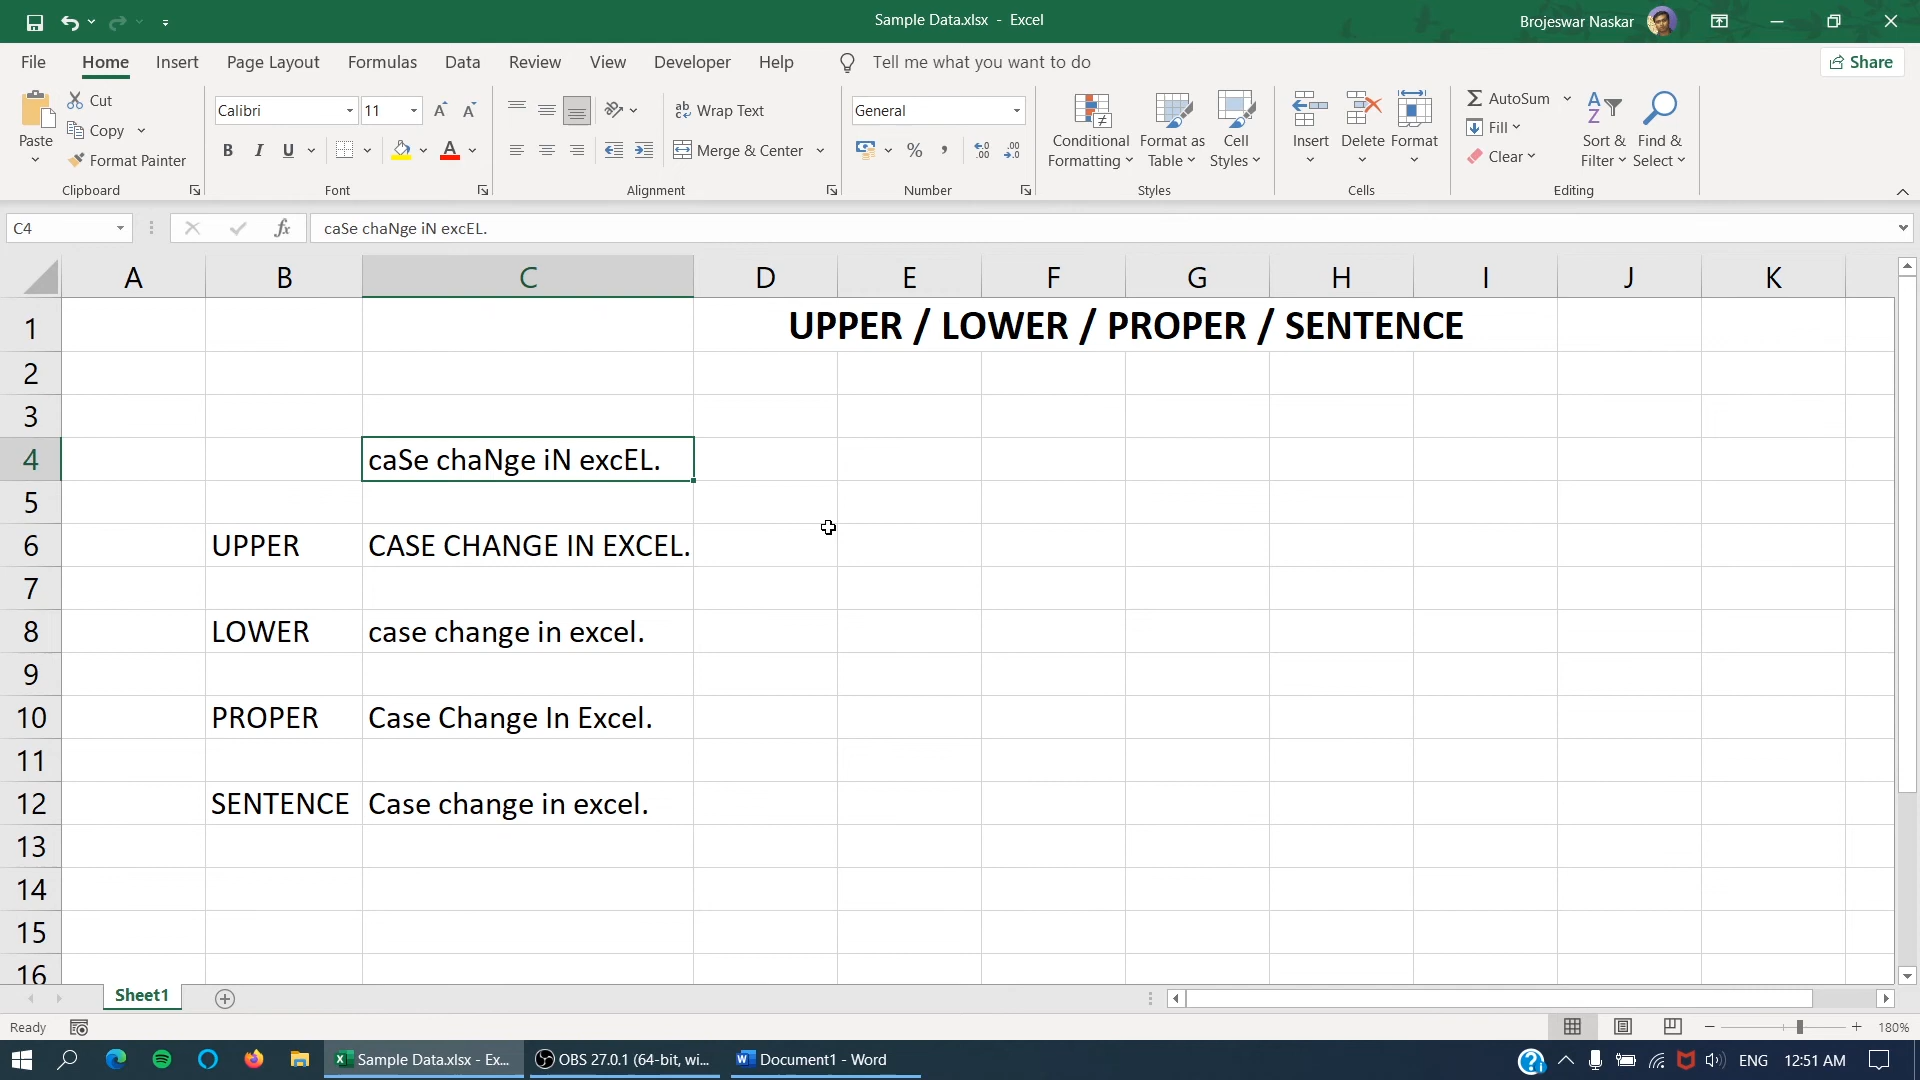 Sample Data.xlsx - Excel
Brojeswar Naskar
File Home Insert Page Layout Formulas Data Review View Developer Help Tell me what you want to do Share
Paste
Cut
Copy
Format Painter
Clipboard
Calibri 11
B I U
Font
Wrap Text
Merge & Center
Alignment
General
% , .00
Number
Conditional Formatting
Format as Table
Cell Styles
Styles
Insert Delete Format
Cells
AutoSum
Fill
Clear
Sort & Filter
Find & Select
Editing
C4 fx caSe chaNge iN excEL.
A B C D E F G H I J K
1 UPPER / LOWER / PROPER / SENTENCE
2
3
4 caSe chaNge iN excEL.
5
6 UPPER CASE CHANGE IN EXCEL.
7
8 LOWER case change in excel.
9
10 PROPER Case Change In Excel.
11
12 SENTENCE Case change in excel.
13
14
15
16
Sheet1
Ready 180%
Sample Data.xlsx - Ex... OBS 27.0.1 (64-bit, wi... Document1 - Word ENG 12:51 AM